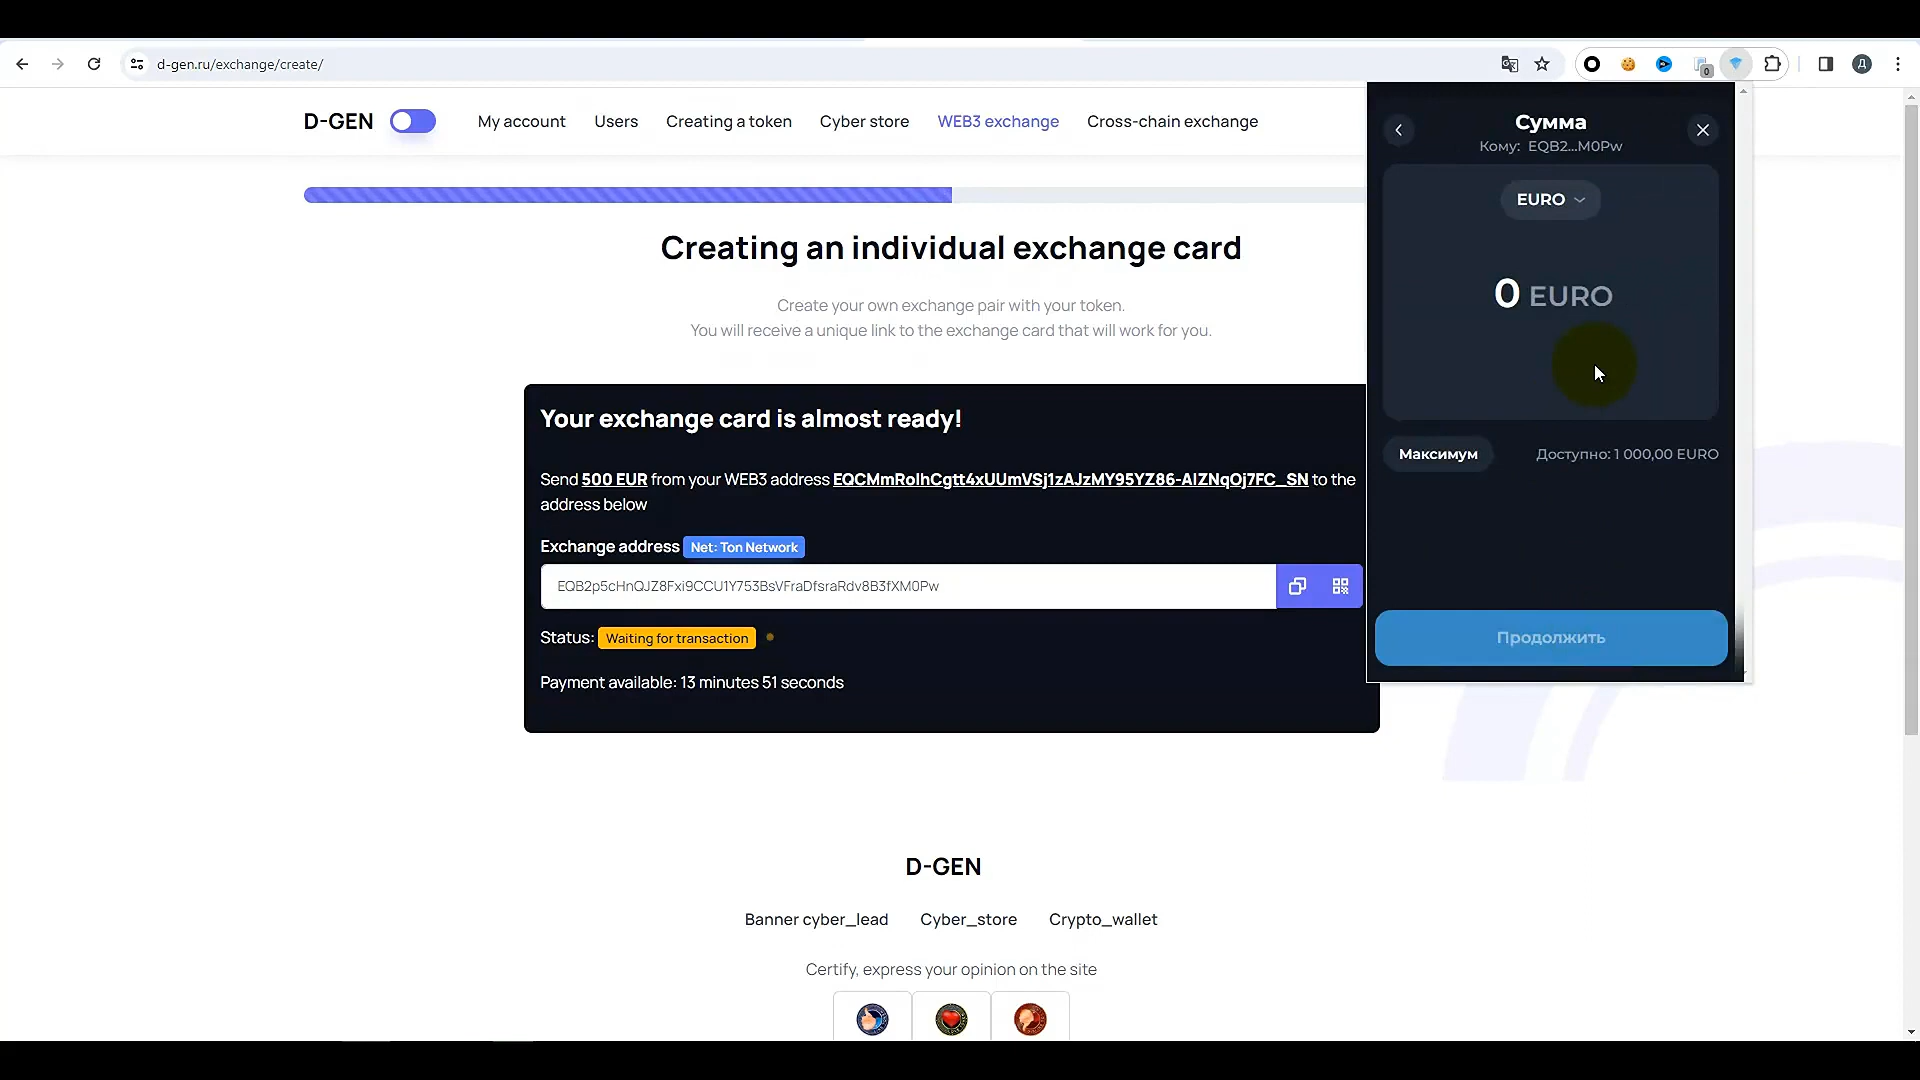 d-gen.ru/exchange/create/
0
Д
D-GEN
My account
Users
Creating a token
Cyber store
WEB3 exchange
Cross-chain exchange
Creating an individual exchange card
Create your own exchange pair with your token.
You will receive a unique link to the exchange card that will work for you.
Your exchange card is almost ready!
Send 500 EUR from your WEB3 address EQCMmRolhCgtt4xUUmVSj1zAJzMY95YZ86-AlZNqOj7FC_SN to the
address below
Exchange address Net: Ton Network
EQB2p5cHnQJZ8Fxi9CCU1Y753BsVFraDfsraRdv8B3fXM0Pw
Status: Waiting for transaction
Payment available: 13 minutes 51 seconds
Сумма
Кому: EQB2...M0Pw
EURO
0 EURO
Максимум
Доступно: 1 000,00 EURO
Продолжить
D-GEN
Banner cyber_lead
Cyber_store
Crypto_wallet
Certify, express your opinion on the site